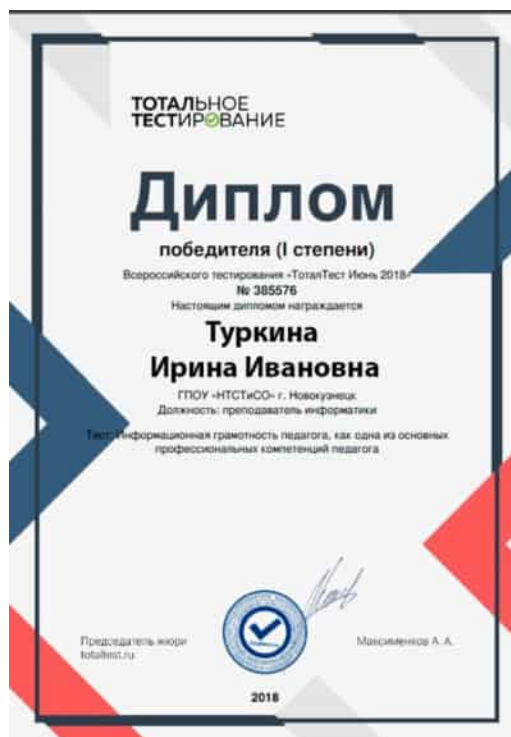 ТОТАЛЬНОЕ
ТЕСТИРОВАНИЕ
Диплом
победителя (I степени)
Всероссийского тестирования «ТоталТест Июнь 2018»
№ 385576
Настоящим дипломом награждается
Туркина
Ирина Ивановна
ГПОУ «НТСТиСО» г. Новокузнецк
Должность: преподаватель информатики
Тест: Информационная грамотность педагога, как одна из основных
профессиональных компетенций педагога
Председатель жюри
totaltest.ru
Максименков А. А.
2018